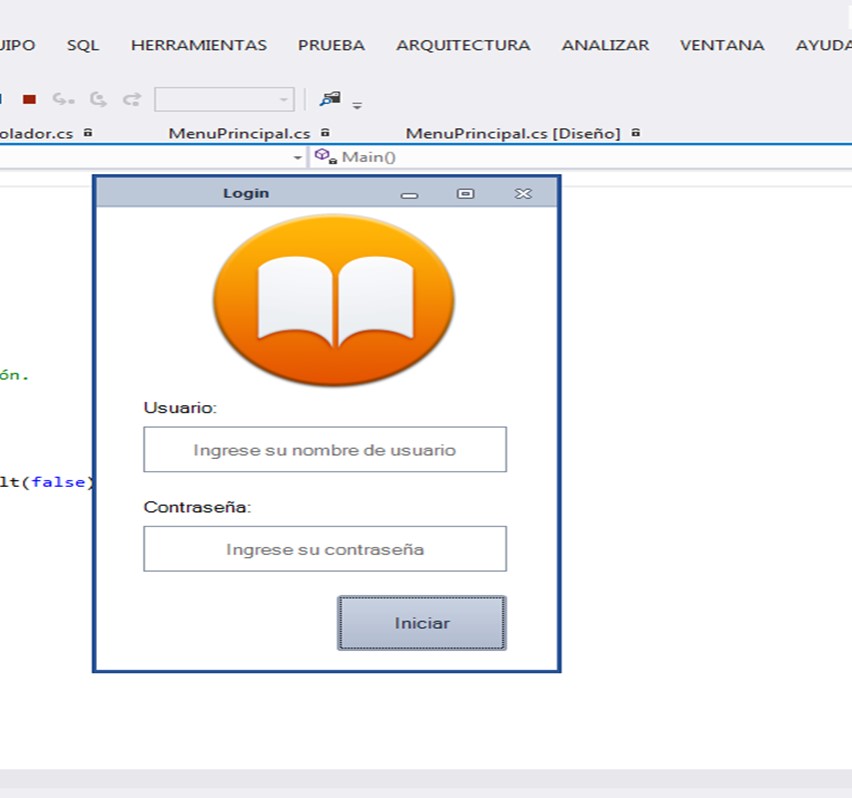 UIPO SQL HERRAMIENTAS PRUEBA ARQUITECTURA ANALIZAR VENTANA AYUDA
olador.cs MenuPrincipal.cs MenuPrincipal.cs [Diseño]
Main()
Login
ón.
Usuario:
Ingrese su nombre de usuario
lt(false)
Contraseña:
Ingrese su contraseña
Iniciar